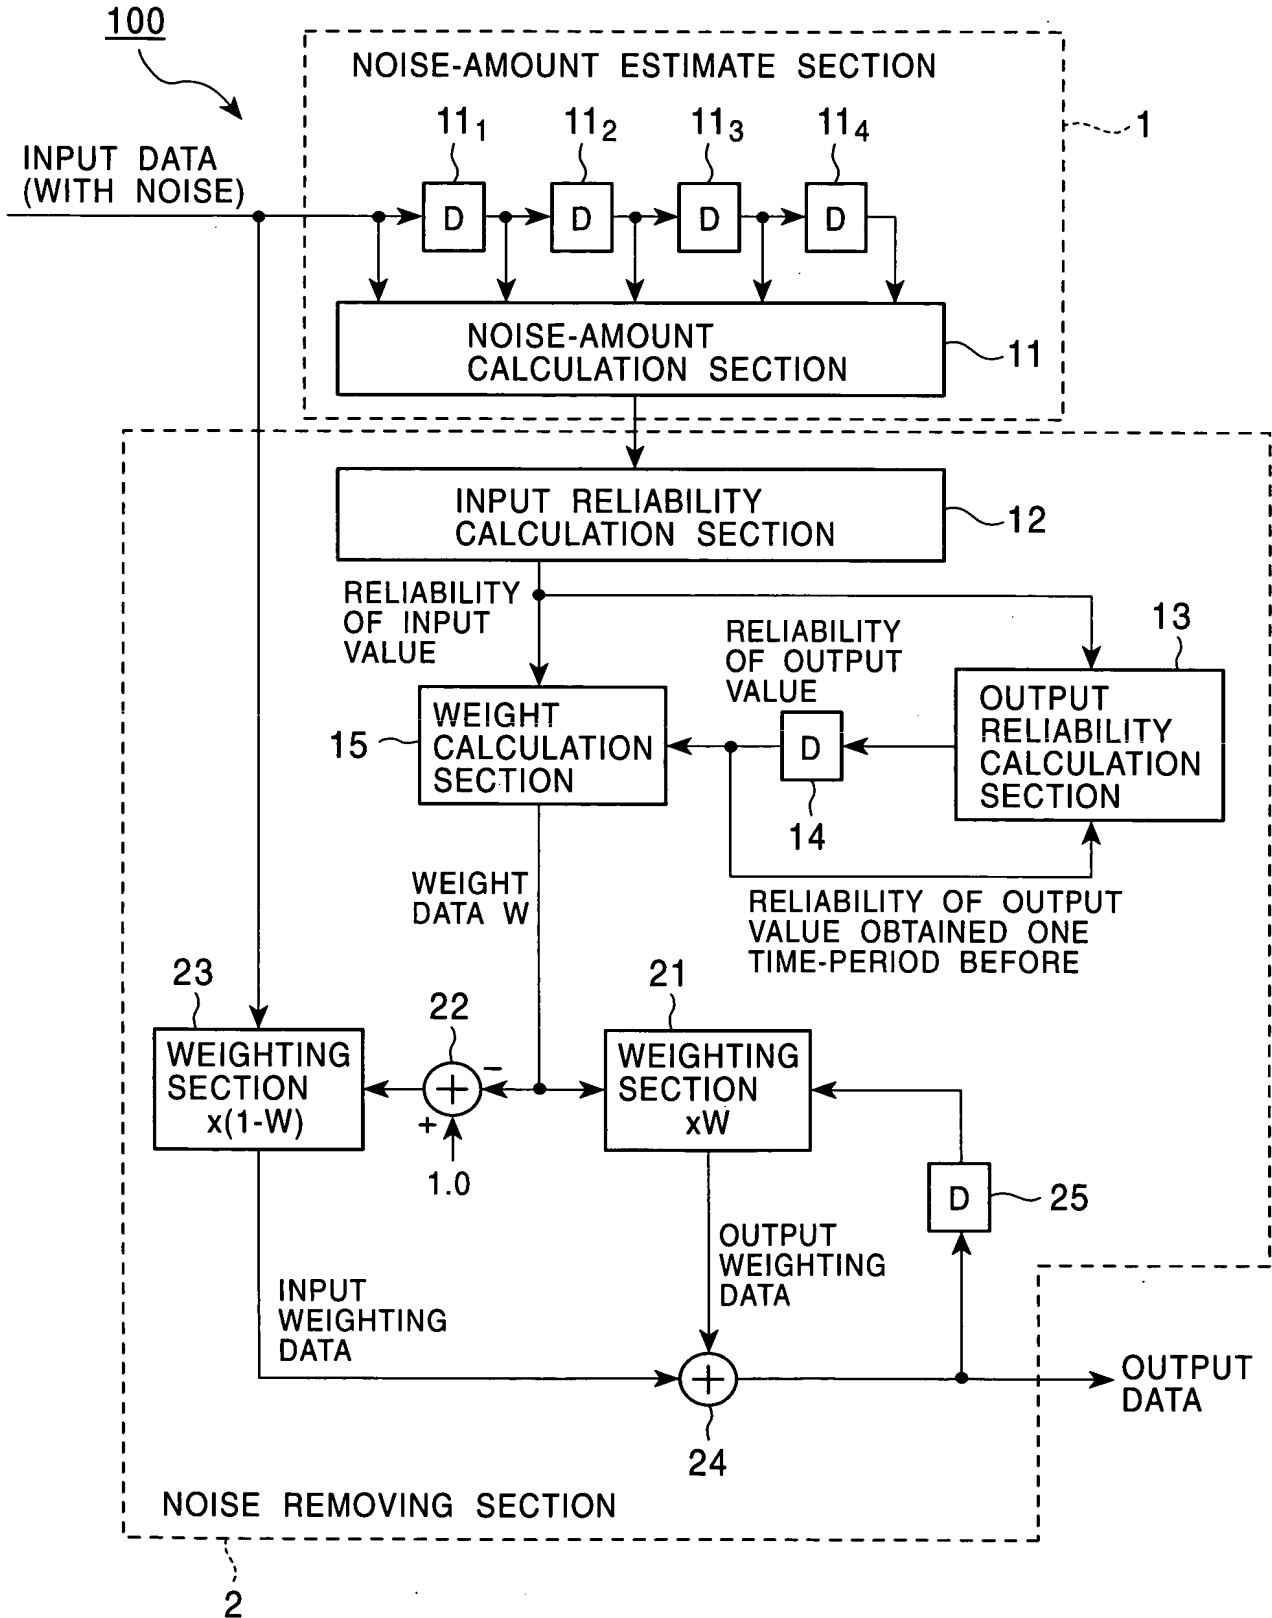 100
NOISE-AMOUNT ESTIMATE SECTION
11₁ 11₂ 11₃ 11₄
1
INPUT DATA
(WITH NOISE)
D D D D
NOISE-AMOUNT
CALCULATION SECTION
11
INPUT RELIABILITY
CALCULATION SECTION
12
RELIABILITY
OF INPUT
VALUE
RELIABILITY
OF OUTPUT
VALUE
13
15
WEIGHT
CALCULATION
SECTION
D
14
OUTPUT
RELIABILITY
CALCULATION
SECTION
WEIGHT
DATA W
RELIABILITY OF OUTPUT
VALUE OBTAINED ONE
TIME-PERIOD BEFORE
23
22
21
WEIGHTING
SECTION
x(1-W)
+
−
+
1.0
WEIGHTING
SECTION
xW
D
25
OUTPUT
WEIGHTING
DATA
INPUT
WEIGHTING
DATA
+
24
OUTPUT
DATA
NOISE REMOVING SECTION
2